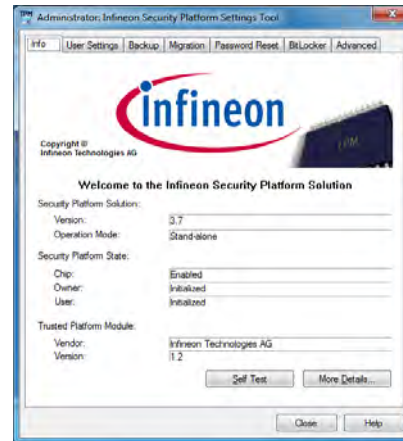 Administrator: Infineon Security Platform Settings Tool
Info User Settings Backup Migration Password Reset BitLocker Advanced
infineon
TPM
Copyright ©
Infineon Technologies AG
Welcome to the Infineon Security Platform Solution
Security Platform Solution:
Version: 3.7
Operation Mode: Stand-alone
Security Platform State:
Chip: Enabled
Owner: Initialized
User: Initialized
Trusted Platform Module:
Vendor: Infineon Technologies AG
Version: 1.2
Self Test More Details...
Close Help